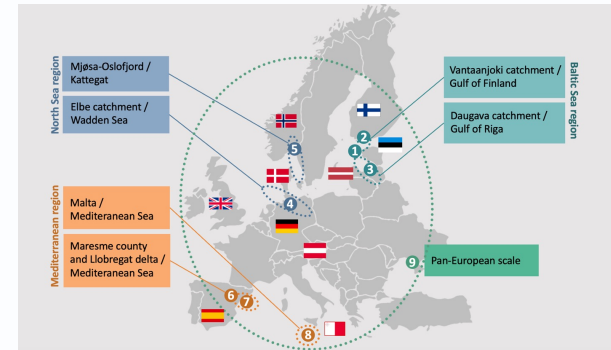 North Sea region
Mjøsa-Oslofjord /
Kattegat
Elbe catchment /
Wadden Sea
Vantaanjoki catchment /
Gulf of Finland
Daugava catchment /
Gulf of Riga
Baltic Sea region
Mediterranean region
Malta /
Mediteranean Sea
Maresme county
and Llobregat delta /
Mediteranean Sea
Pan-European scale
1
2
3
4
5
6
7
8
9